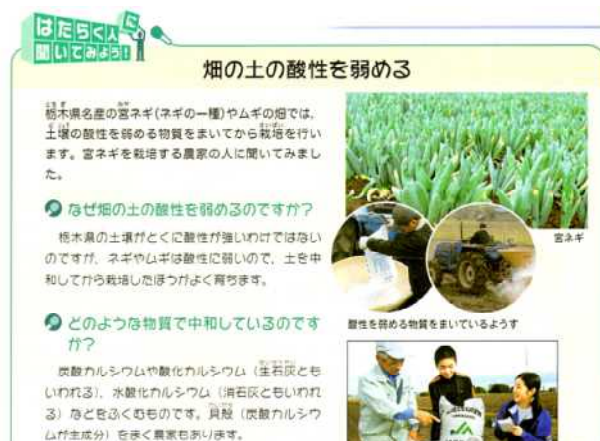 はたらく人に
聞いてみよう!
畑の土の酸性を弱める
栃木県名産の宮ネギ(ネギの一種)やムギの畑では,
土壌の酸性を弱める物質をまいてから栽培を行い
ます。宮ネギを栽培する農家の人に聞いてみまし
た。
なぜ畑の土の酸性を弱めるのですか?
栃木県の土壌がとくに酸性が強いわけではない
のですが,ネギやムギは酸性に弱いので,土を中
和してから栽培したほうがよく育ちます。
どのような物質で中和しているのです
か?
炭酸カルシウムや酸化カルシウム(生石灰とも
いわれる),水酸化カルシウム(消石灰ともいわれ
る)などをふくむものです。貝殻(炭酸カルシウ
ムが主成分)をまく農家もあります。
宮ネギ
酸性を弱める物質をまいているようす
JA